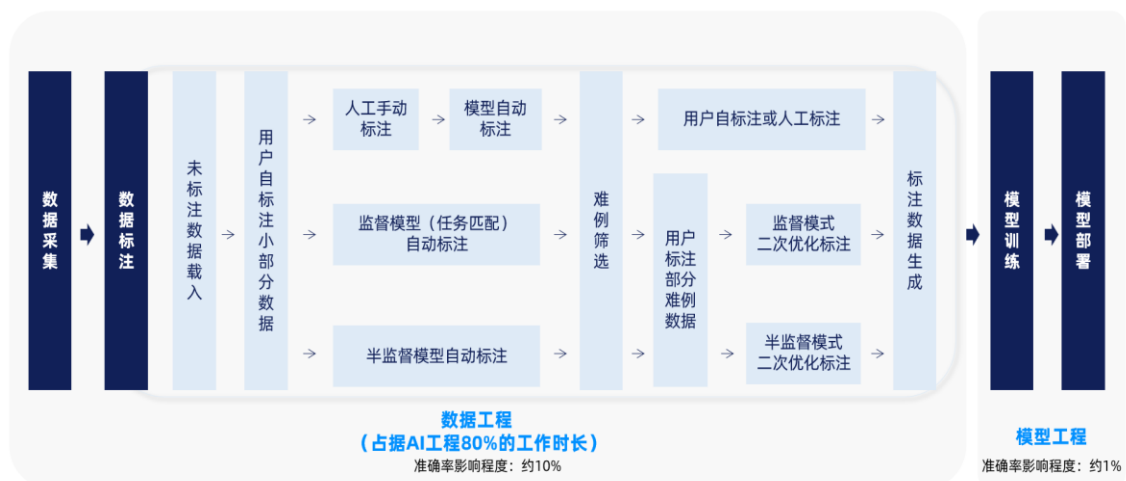 数据采集
数据标注
未标注数据载入
用户自标注小部分数据
人工手动
标注
模型自动
标注
监督模型（任务匹配）
自动标注
半监督模型自动标注
难例筛选
用户自标注或人工标注
用户
标注
部分
难例
数据
监督模式
二次优化标注
半监督模式
二次优化标注
标注数据生成
模型训练
模型部署
数据工程
（占据AI工程80%的工作时长）
准确率影响程度：约10%
模型工程
准确率影响程度：约1%